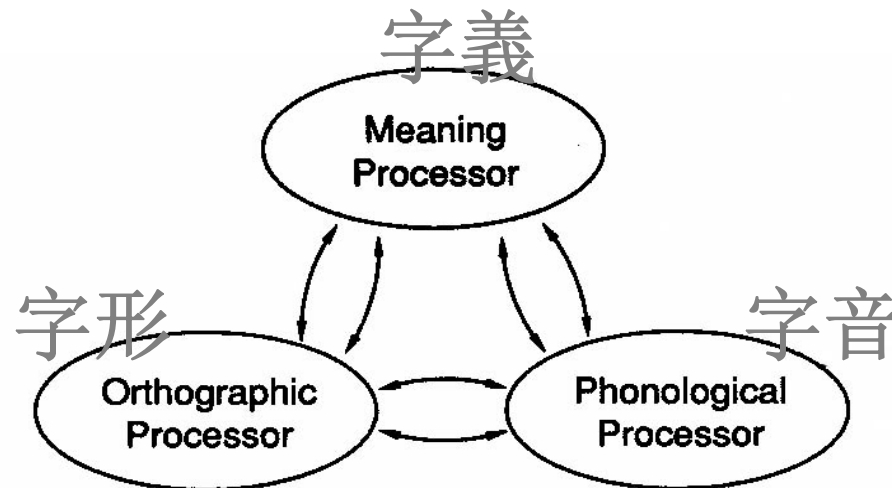 字義
Meaning
Processor
字形
字音
Orthographic
Processor
Phonological
Processor